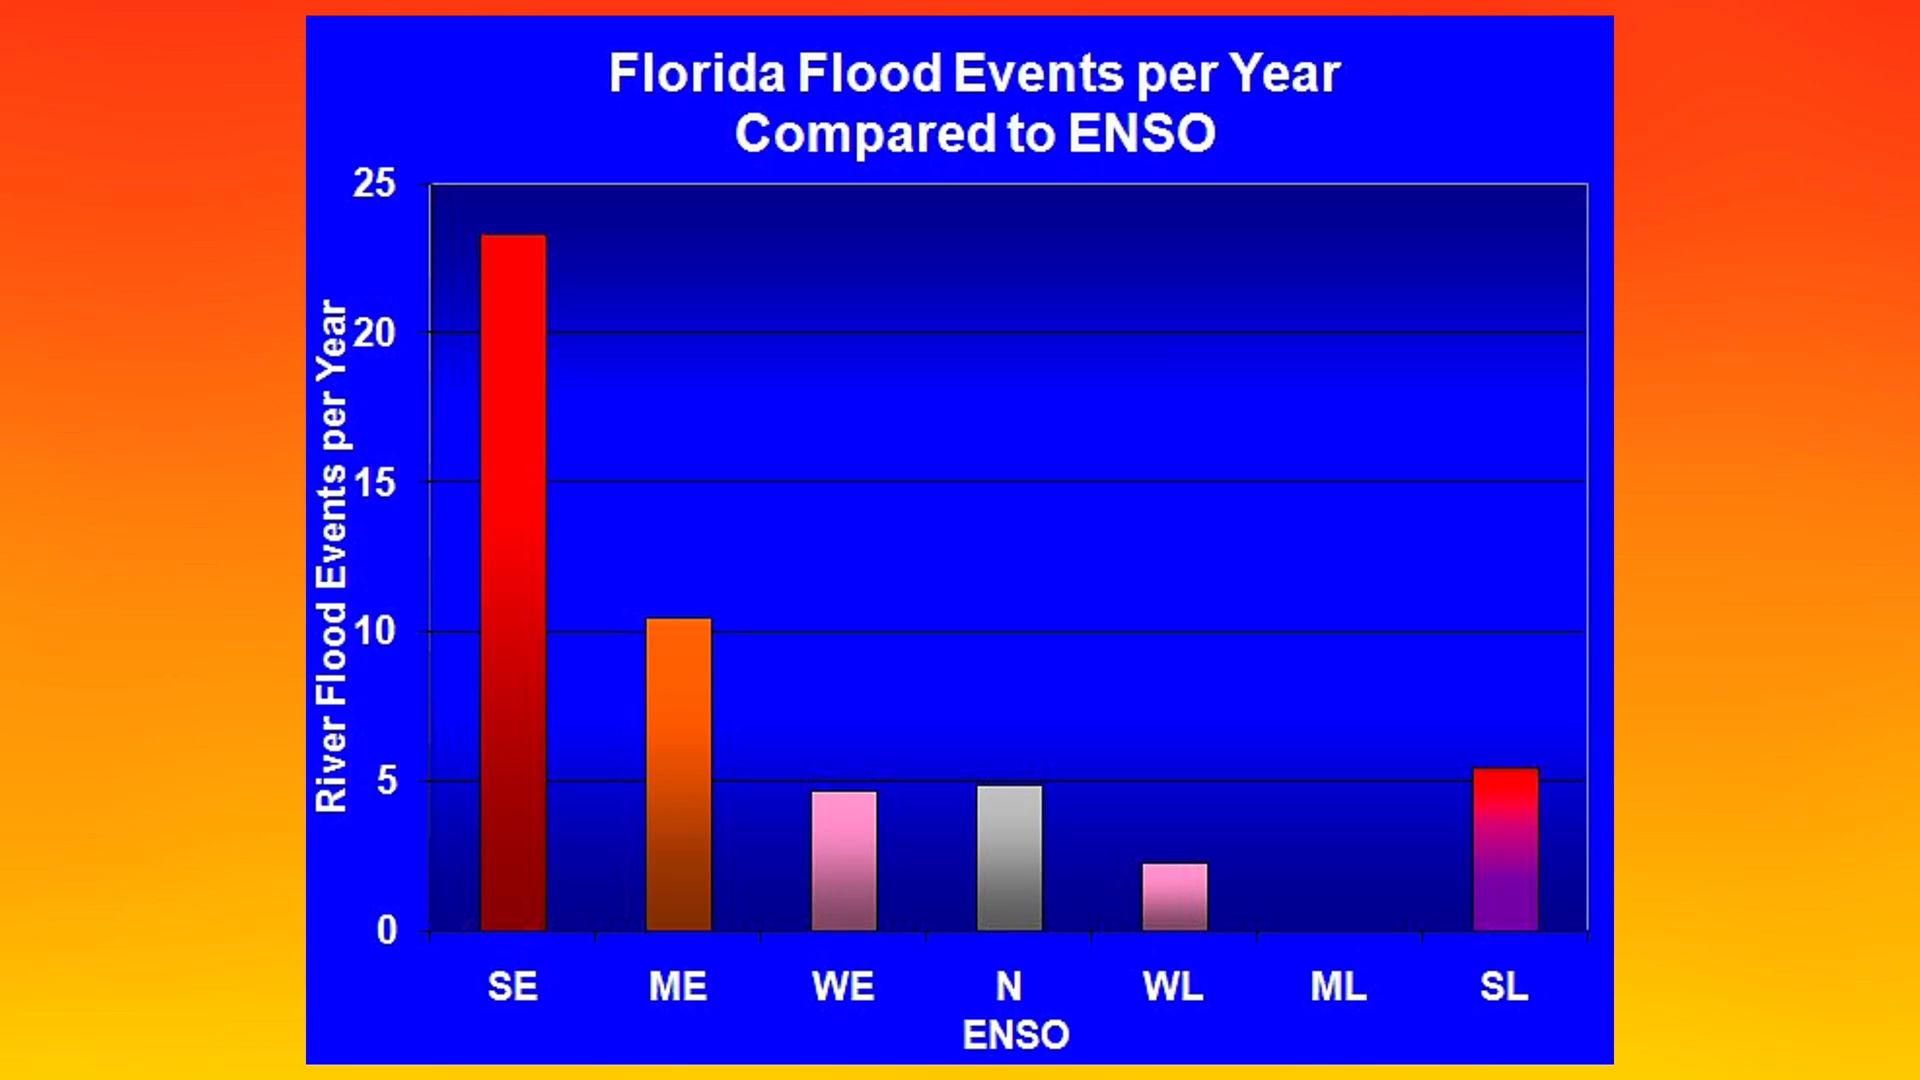 Florida Flood Events per Year
Compared to ENSO
River Flood Events per Year
25
20
15
10
5
0
SE ME WE N WL ML SL
ENSO